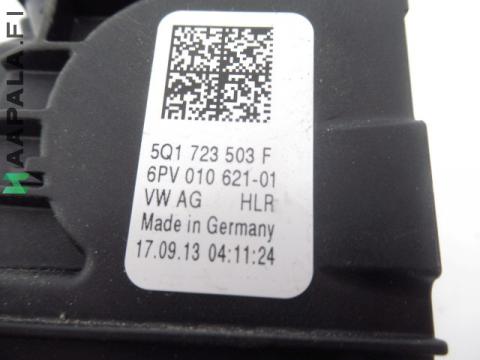 AAPALA.FI
5Q1 723 503 F
6PV 010 621-01
VW AG HLR
Made in Germany
17.09.13 04:11:24